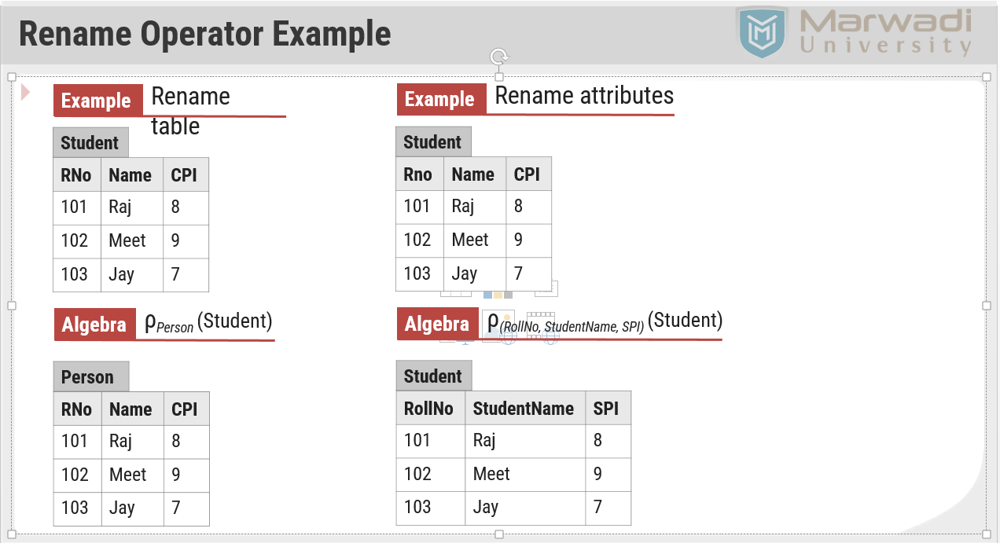 Rename Operator Example
Marwadi
University
Example Rename
table
Student
RNo Name CPI
101 Raj 8
102 Meet 9
103 Jay 7
Algebra ρPerson (Student)
Person
RNo Name CPI
101 Raj 8
102 Meet 9
103 Jay 7
Example Rename attributes
Student
Rno Name CPI
101 Raj 8
102 Meet 9
103 Jay 7
Algebra ρ(RollNo, StudentName, SPI) (Student)
Student
RollNo StudentName SPI
101 Raj 8
102 Meet 9
103 Jay 7